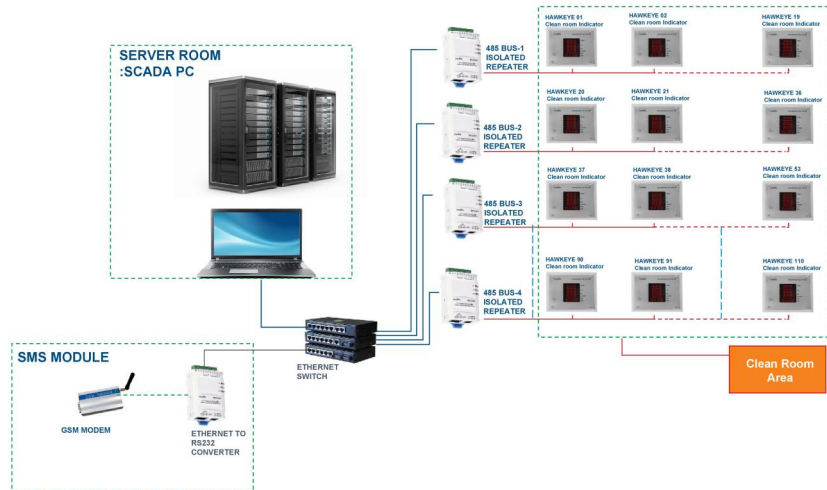 SERVER ROOM
:SCADA PC
485 BUS-1
ISOLATED
REPEATER
HAWKEYE 01
Clean room Indicator
HAWKEYE 02
Clean room Indicator
HAWKEYE 19
Clean room Indicator
485 BUS-2
ISOLATED
REPEATER
HAWKEYE 20
Clean room Indicator
HAWKEYE 21
Clean room Indicator
HAWKEYE 36
Clean room Indicator
485 BUS-3
ISOLATED
REPEATER
HAWKEYE 37
Clean room Indicator
HAWKEYE 38
Clean room Indicator
HAWKEYE 53
Clean room Indicator
485 BUS-4
ISOLATED
REPEATER
HAWKEYE 90
Clean room Indicator
HAWKEYE 91
Clean room Indicator
HAWKEYE 110
Clean room Indicator
ETHERNET
SWITCH
Clean Room
Area
SMS MODULE
GSM MODEM
ETHERNET TO
RS232
CONVERTER